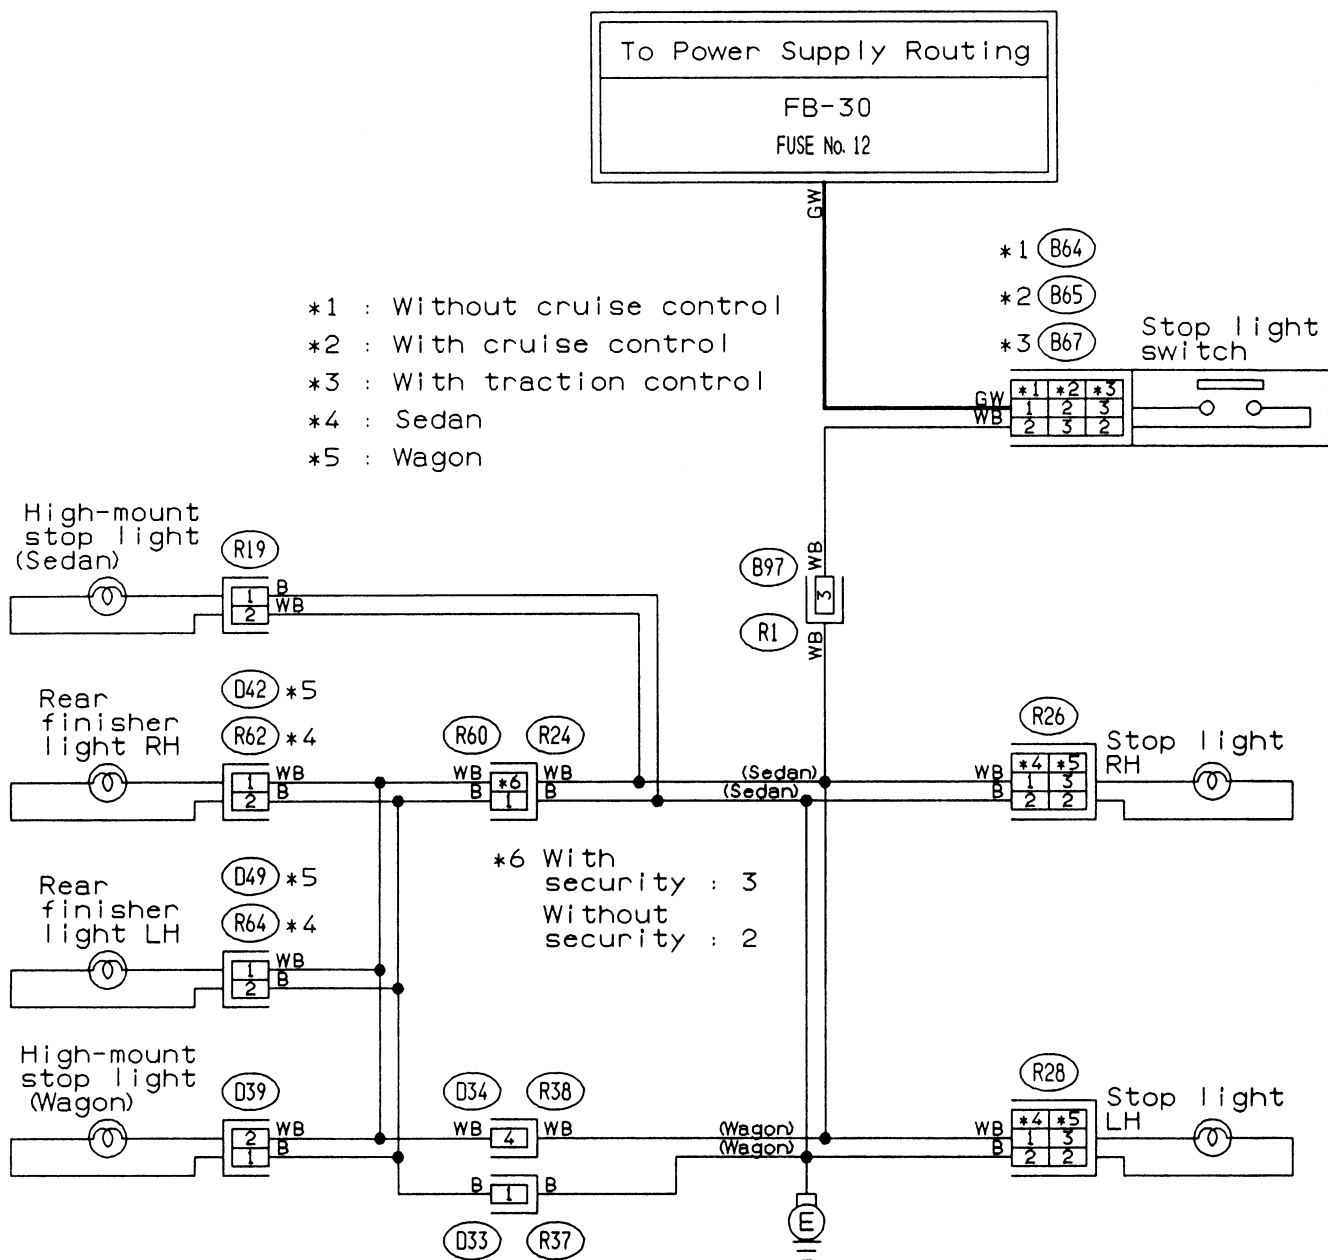 To Power Supply Routing
FB-30
FUSE No. 12
GW
*1 B64
*2 B65
*3 B67
Stop light
switch
*1 : Without cruise control
*2 : With cruise control
*3 : With traction control
*4 : Sedan
*5 : Wagon
*1 *2 *3
GW 1 2 3
WB 2 3 2
High-mount
stop light
(Sedan)
R19
1 B
2 WB
B97
WB
3
R1
WB
Rear
finisher
light RH
D42 *5
R62 *4
1 WB
2 B
R60
R24
WB *6 WB
B 1 B
(Sedan)
(Sedan)
R26
Stop light
RH
*4 *5
WB 1 3
B 2 2
*6 With
security : 3
Without
security : 2
Rear
finisher
light LH
D49 *5
R64 *4
1 WB
2 B
High-mount
stop light
(Wagon)
D39
2 WB
1 B
D34
R38
WB 4 WB
(Wagon)
(Wagon)
B 1 B
D33
R37
R28
Stop light
LH
*4 *5
WB 1 3
B 2 2
E